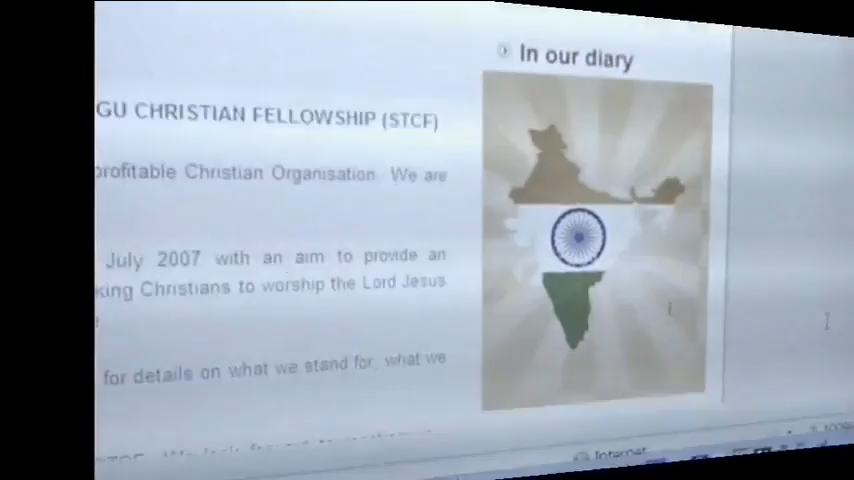 In our diary
GU CHRISTIAN FELLOWSHIP (STCF)
profitable Christian Organisation. We are
July 2007 with an aim to provide an
king Christians to worship the Lord Jesus
for details on what we stand for, what we
Internet